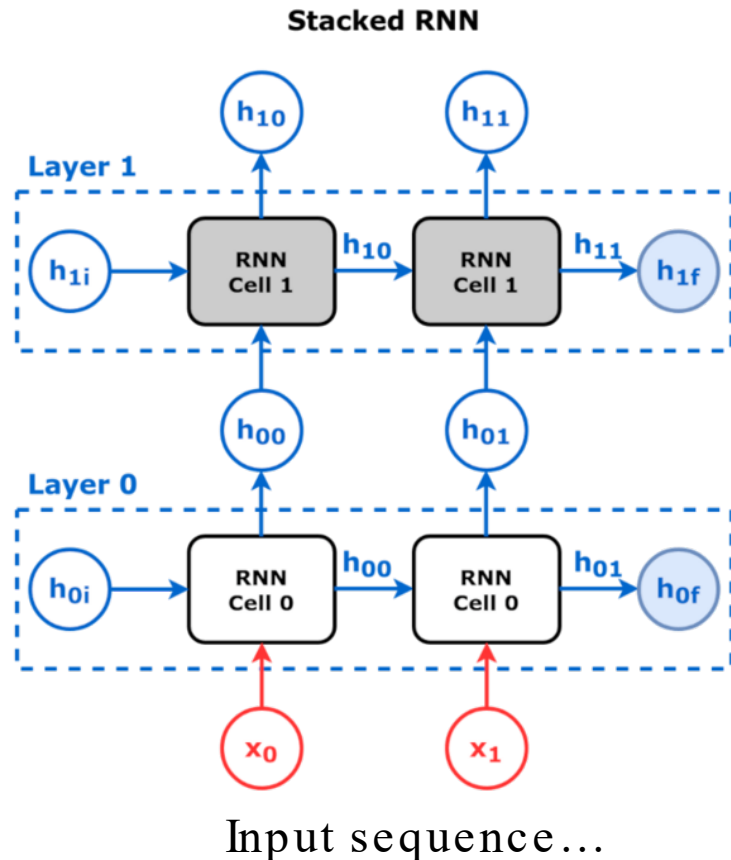 Stacked RNN
h10 h11
Layer 1
h1i RNN Cell 1 h10 RNN Cell 1 h11 h1f
h00 h01
Layer 0
h0i RNN Cell 0 h00 RNN Cell 0 h01 h0f
x0 x1
Input sequence...